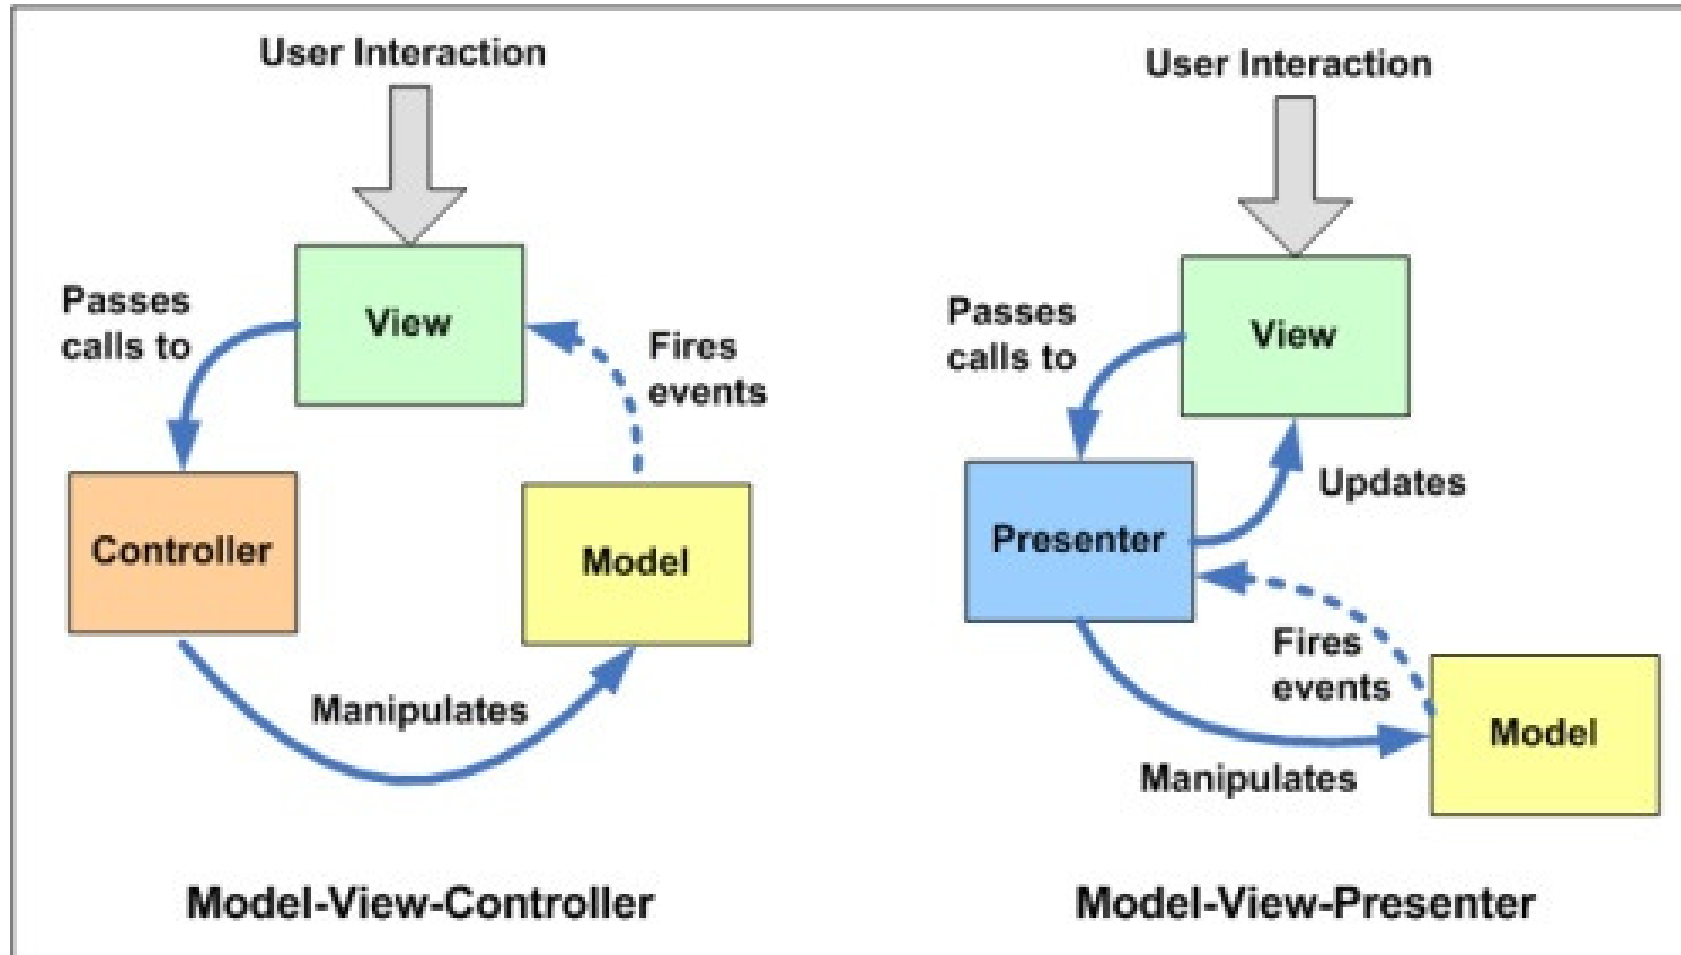 User Interaction
Passes
calls to
View
Fires
events
Controller
Model
Manipulates
Model-View-Controller
User Interaction
Passes
calls to
View
Updates
Presenter
Fires
events
Model
Manipulates
Model-View-Presenter